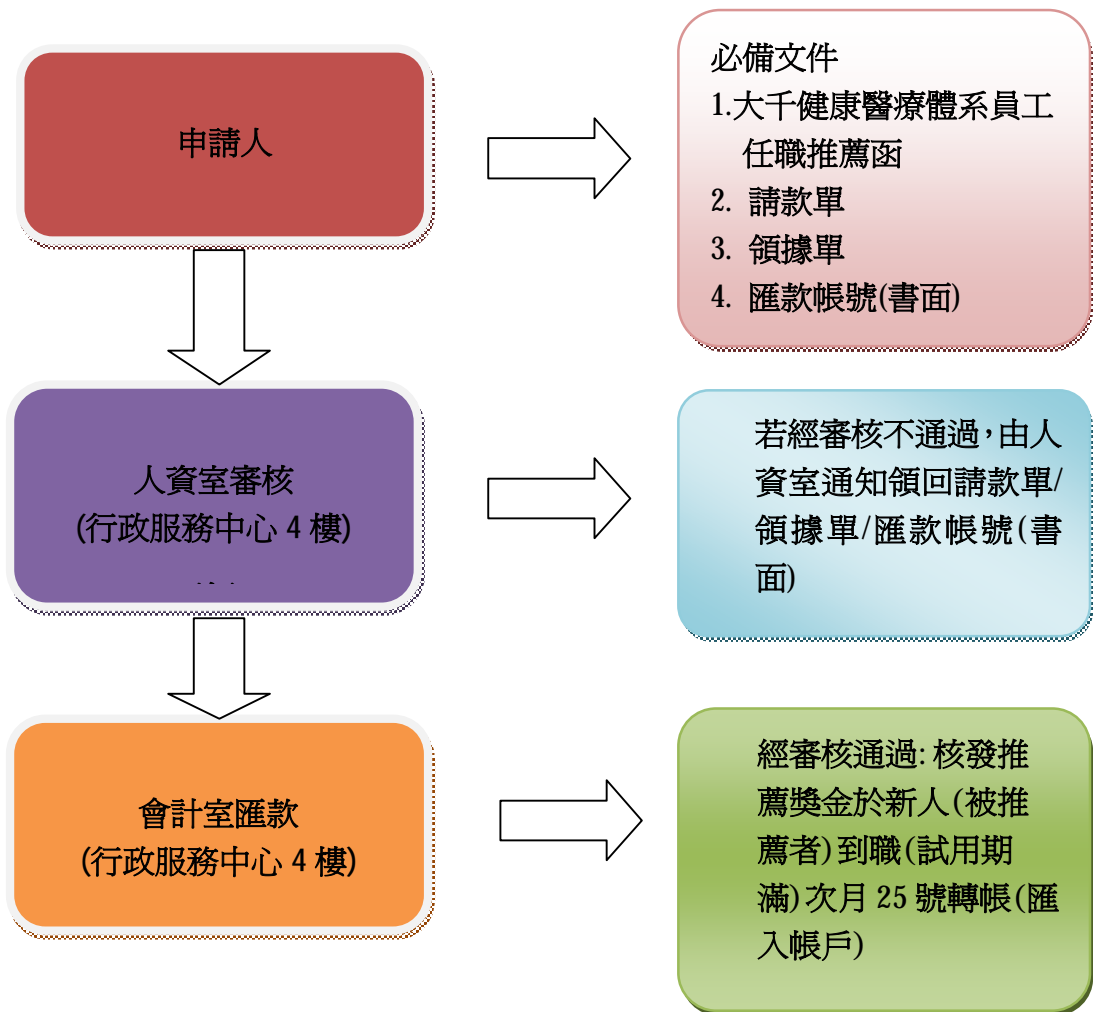 申請人
必備文件
1.大千健康醫療體系員工
任職推薦函
2. 請款單
3. 領據單
4. 匯款帳號(書面)
人資室審核
(行政服務中心 4 樓)
若經審核不通過，由人
資室通知領回請款單/
領據單/匯款帳號(書
面)
會計室匯款
(行政服務中心 4 樓)
經審核通過: 核發推
薦獎金於新人(被推
薦者)到職(試用期
滿)次月 25 號轉帳(匯
入帳戶)